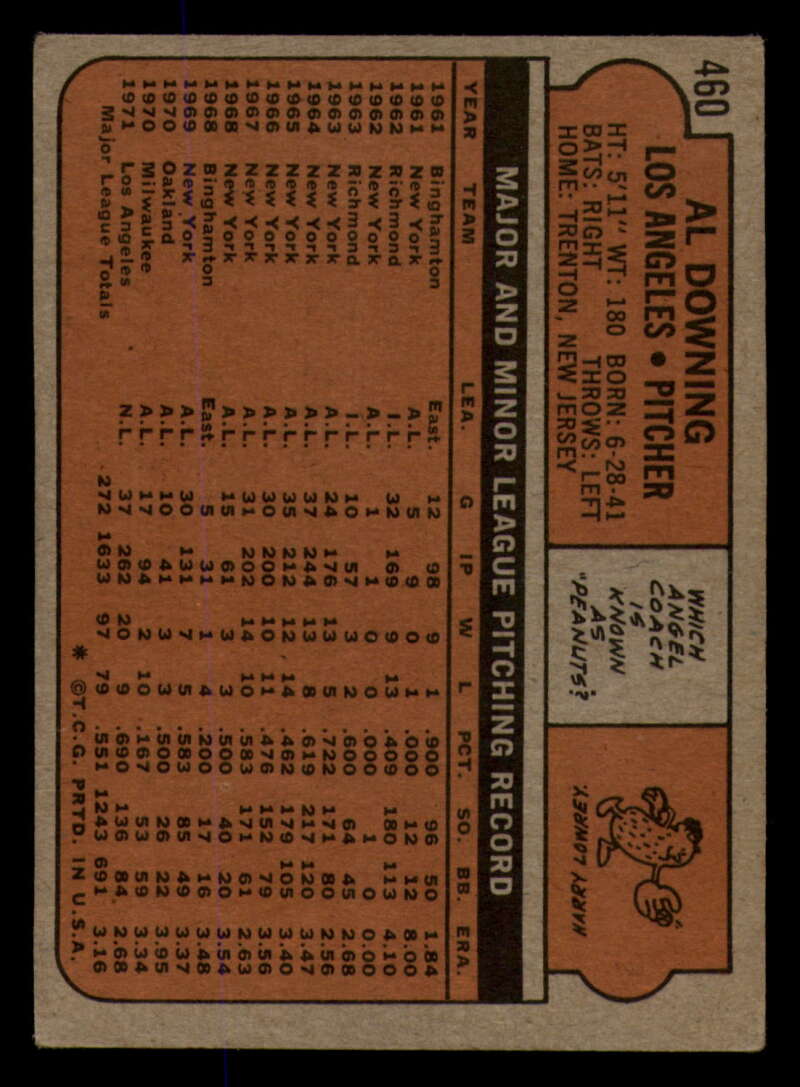 460
AL DOWNING
LOS ANGELES • PITCHER
HT: 5'11" WT: 180 BORN: 6-28-41
BATS: RIGHT THROWS: LEFT
HOME: TRENTON, NEW JERSEY
WHICH
ANGEL
COACH
IS
KNOWN
AS
"PEANUTS?"
HARRY LOWREY
MAJOR AND MINOR LEAGUE PITCHING RECORD
YEAR TEAM LEA. G IP W L PCT. SO. BB. ERA.
1961 Binghamton East. 12 98 9 1 .900 96 50 1.84
1961 New York A.L. 5 9 0 1 .000 12 12 8.00
1962 Richmond I.L. 32 169 9 13 .409 180 113 4.10
1962 New York A.L. 1 1 0 0 .000 1 0 0.00
1963 Richmond I.L. 10 57 3 2 .600 64 45 2.68
1963 New York A.L. 24 176 13 5 .722 171 80 2.56
1964 New York A.L. 37 244 13 8 .619 217 120 3.47
1965 New York A.L. 35 212 12 14 .462 179 105 3.40
1966 New York A.L. 30 200 10 11 .476 152 79 3.56
1967 New York A.L. 31 202 14 10 .583 171 61 2.63
1968 New York A.L. 15 61 3 3 .500 40 20 3.54
1968 Binghamton East. 5 31 1 4 .200 17 16 3.48
1969 New York A.L. 30 131 7 5 .583 85 49 3.37
1970 Oakland A.L. 10 41 3 3 .500 26 22 3.95
1970 Milwaukee A.L. 17 94 2 10 .167 53 59 3.34
1971 Los Angeles N.L. 37 262 20 9 .690 136 84 2.68
Major League Totals 272 1633 97 79 .551 1243 691 3.16
* ©T.C.G. PRTD. IN U.S.A.